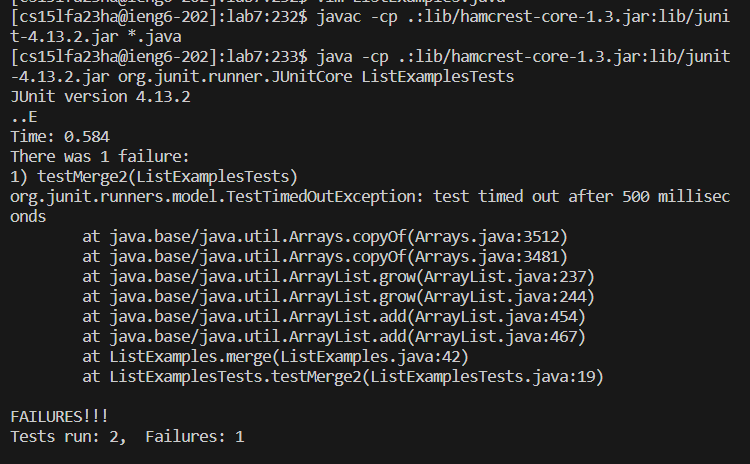 [cs15lfa23ha@ieng6-202]:lab7:232$ javac -cp .:lib/hamcrest-core-1.3.jar:lib/juni
t-4.13.2.jar *.java
[cs15lfa23ha@ieng6-202]:lab7:233$ java -cp .:lib/hamcrest-core-1.3.jar:lib/junit
-4.13.2.jar org.junit.runner.JUnitCore ListExamplesTests
JUnit version 4.13.2
..E
Time: 0.584
There was 1 failure:
1) testMerge2(ListExamplesTests)
org.junit.runners.model.TestTimedOutException: test timed out after 500 millisec
onds
        at java.base/java.util.Arrays.copyOf(Arrays.java:3512)
        at java.base/java.util.Arrays.copyOf(Arrays.java:3481)
        at java.base/java.util.ArrayList.grow(ArrayList.java:237)
        at java.base/java.util.ArrayList.grow(ArrayList.java:244)
        at java.base/java.util.ArrayList.add(ArrayList.java:454)
        at java.base/java.util.ArrayList.add(ArrayList.java:467)
        at ListExamples.merge(ListExamples.java:42)
        at ListExamplesTests.testMerge2(ListExamplesTests.java:19)

FAILURES!!!
Tests run: 2,  Failures: 1